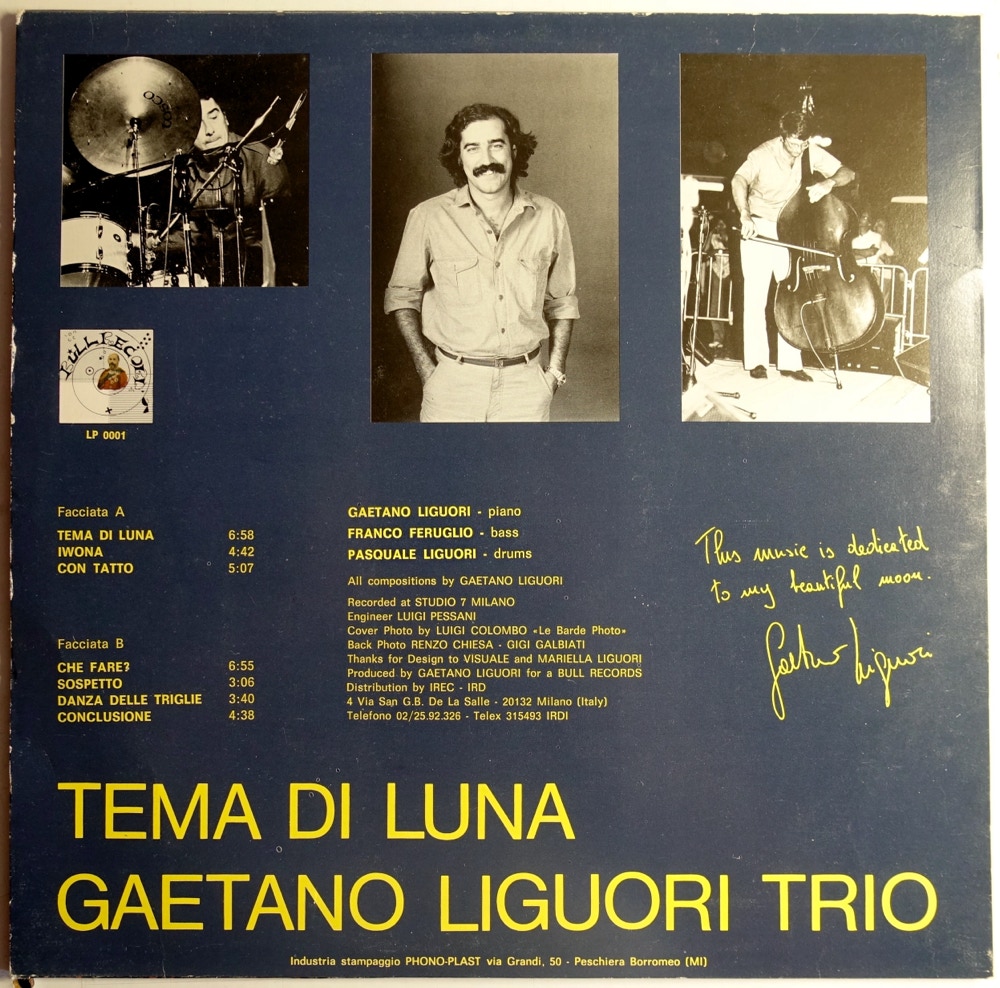 COSCO
BULL RECORDS
LP 0001
Facciata A
TEMA DI LUNA 6:58
IWONA 4:42
CON TATTO 5:07
Facciata B
CHE FARE? 6:55
SOSPETTO 3:06
DANZA DELLE TRIGLIE 3:40
CONCLUSIONE 4:38
GAETANO LIGUORI - piano
FRANCO FERUGLIO - bass
PASQUALE LIGUORI - drums
All compositions by GAETANO LIGUORI
Recorded at STUDIO 7 MILANO
Engineer LUIGI PESSANI
Cover Photo by LUIGI COLOMBO «Le Barde Photo»
Back Photo RENZO CHIESA - GIGI GALBIATI
Thanks for Design to VISUALE and MARIELLA LIGUORI
Produced by GAETANO LIGUORI for a BULL RECORDS
Distribution by IREC - IRD
4 Via San G.B. De La Salle - 20132 Milano (Italy)
Telefono 02/25.92.326 - Telex 315493 IRDI
This music is dedicated
to my beautiful moon.
Gaetano Liguori
TEMA DI LUNA
GAETANO LIGUORI TRIO
Industria stampaggio PHONO-PLAST via Grandi, 50 - Peschiera Borromeo (MI)